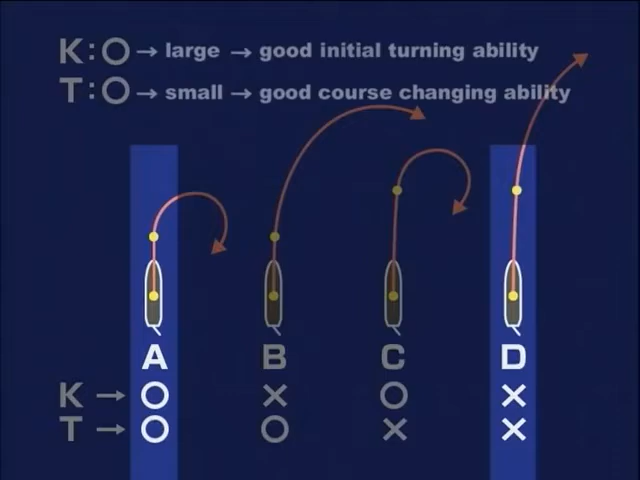 K:○→large→good initial turning ability
T:○→small→good course changing ability
A B C D
K→ ○ × ○ ×
T→ ○ ○ × ×